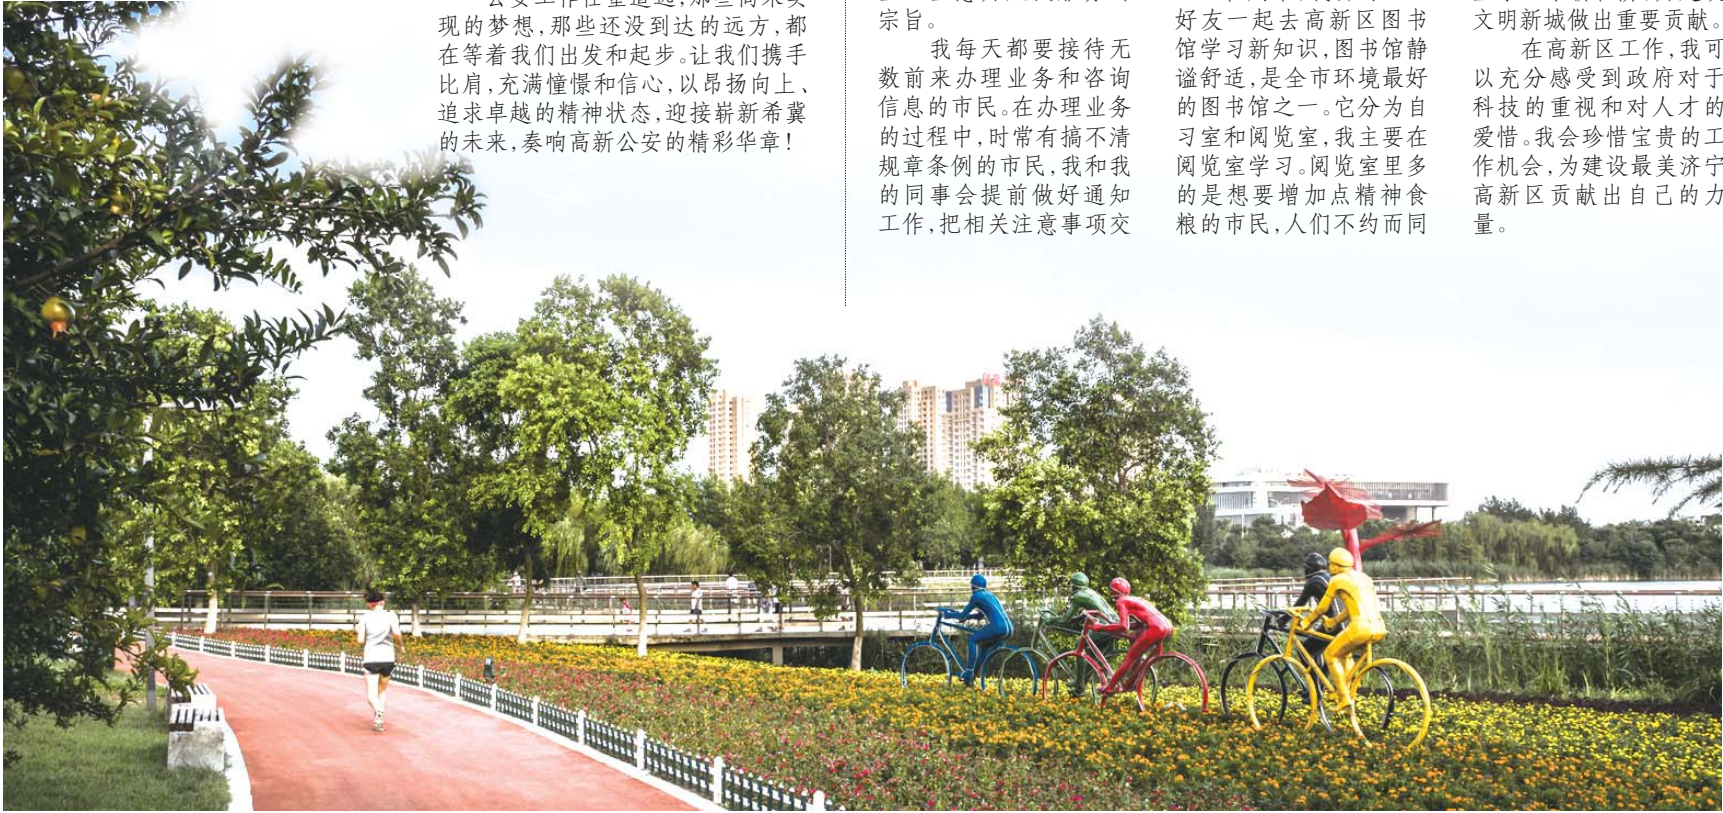 公安工作任重道远,那些尚未实
现的梦想,那些还没到达的远方,都
在等着我们出发和起步。让我们携手
比肩,充满憧憬和信心,以昂扬向上、
追求卓越的精神状态,迎接崭新希冀
的未来,奏响高新公安的精彩华章!
宗旨。
我每天都要接待无
数前来办理业务和咨询
信息的市民。在办理业务
的过程中,时常有搞不清
规章条例的市民,我和我
的同事会提前做好通知
工作,把相关注意事项交
好友一起去高新区图书
馆学习新知识,图书馆静
谧舒适,是全市环境最好
的图书馆之一。它分为自
习室和阅览室,我主要在
阅览室学习。阅览室里多
的是想要增加点精神食
粮的市民,人们不约而同
文明新城做出重要贡献。
在高新区工作,我可
以充分感受到政府对于
科技的重视和对人才的
爱惜。我会珍惜宝贵的工
作机会,为建设最美济宁
高新区贡献出自己的力
量。